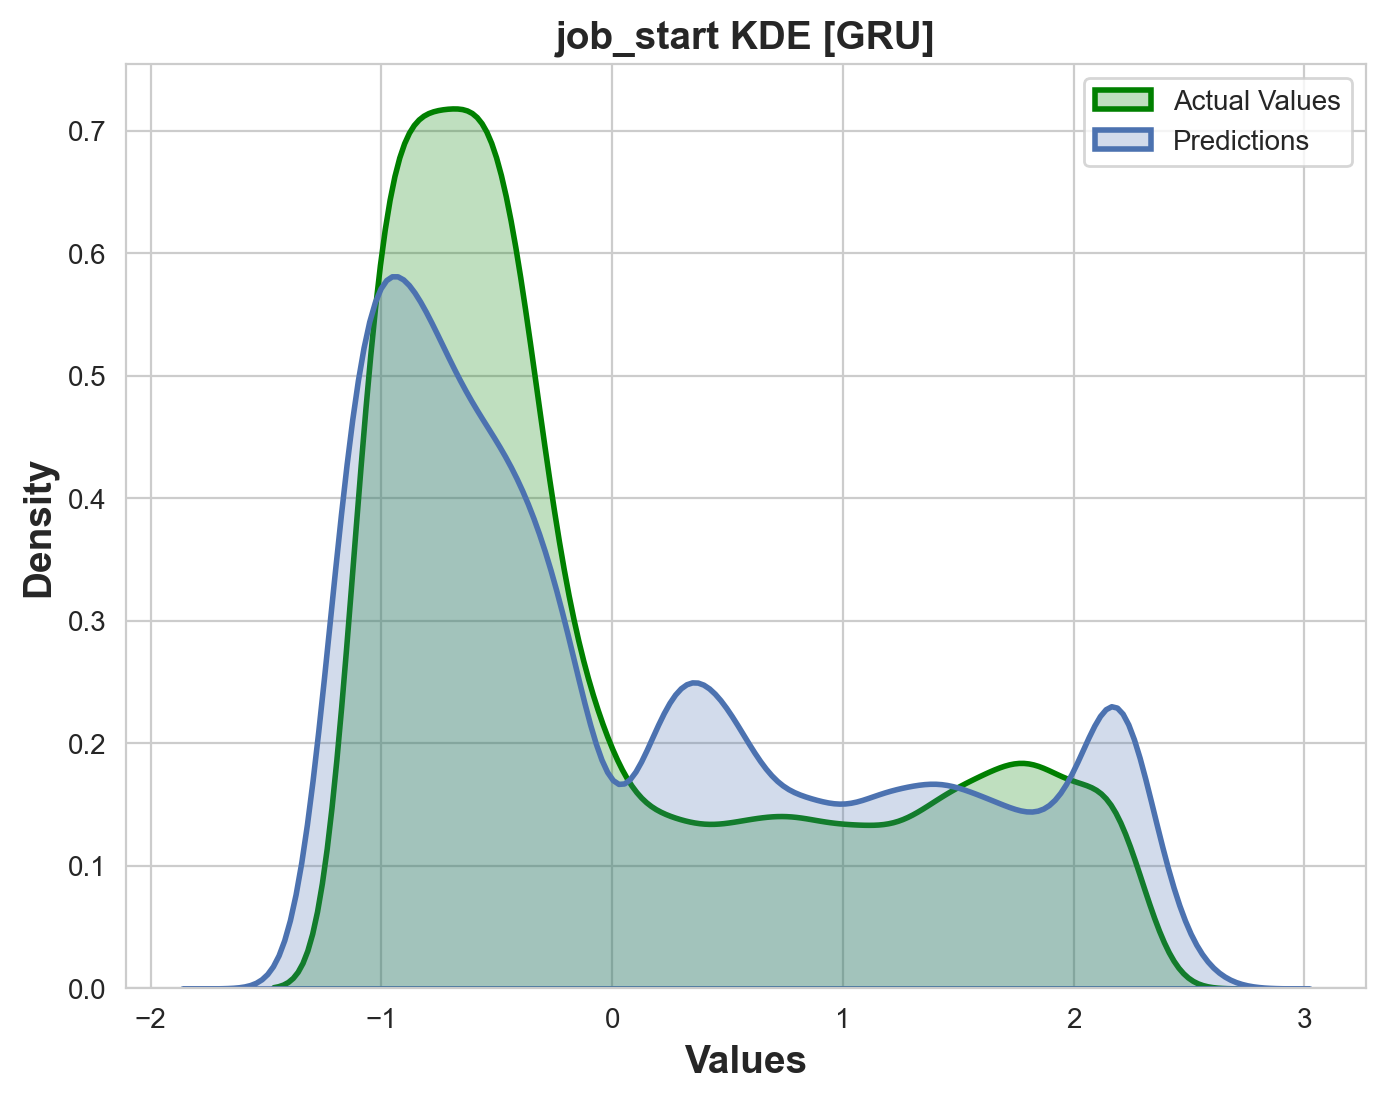 job_start KDE [GRU]
Actual Values
Predictions
Density
0.7
0.6
0.5
0.4
0.3
0.2
0.1
0.0
−2 −1 0 1 2 3
Values